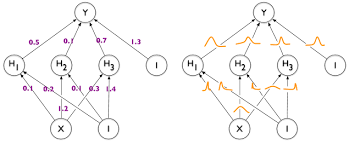 Y Y
0.5 0.1 0.7 1.3
H1 H2 H3 I H1 H2 H3 I
0.1 0.2 0.1 0.3 1.4
1.2
X I X I